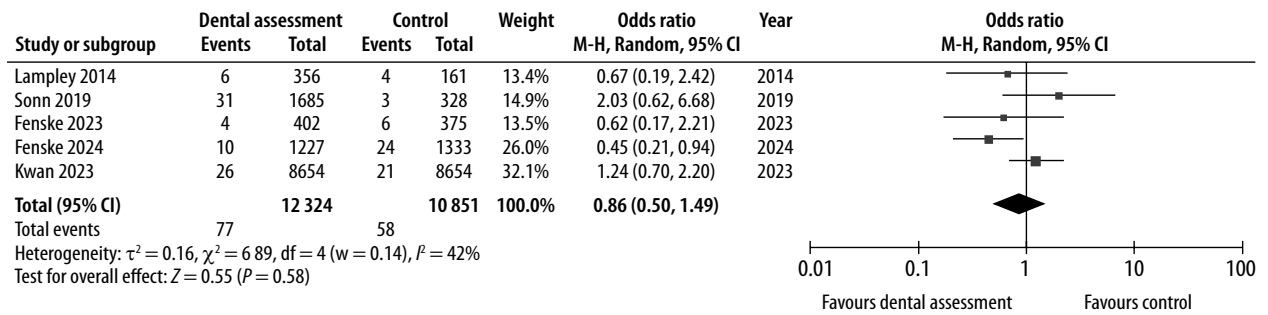 Dental assessment Control Weight Odds ratio Year Odds ratio
Study or subgroup Events Total Events Total M-H, Random, 95% CI M-H, Random, 95% CI
Lampley 2014 6 356 4 161 13.4% 0.67 (0.19, 2.42) 2014
Sonn 2019 31 1685 3 328 14.9% 2.03 (0.62, 6.68) 2019
Fenske 2023 4 402 6 375 13.5% 0.62 (0.17, 2.21) 2023
Fenske 2024 10 1227 24 1333 26.0% 0.45 (0.21, 0.94) 2024
Kwan 2023 26 8654 21 8654 32.1% 1.24 (0.70, 2.20) 2023
Total (95% CI) 12 324 10 851 100.0% 0.86 (0.50, 1.49)
Total events 77 58
Heterogeneity: τ² = 0.16, χ² = 6 89, df = 4 (w = 0.14), I² = 42%
Test for overall effect: Z = 0.55 (P = 0.58)
0.01 0.1 1 10 100
Favours dental assessment Favours control